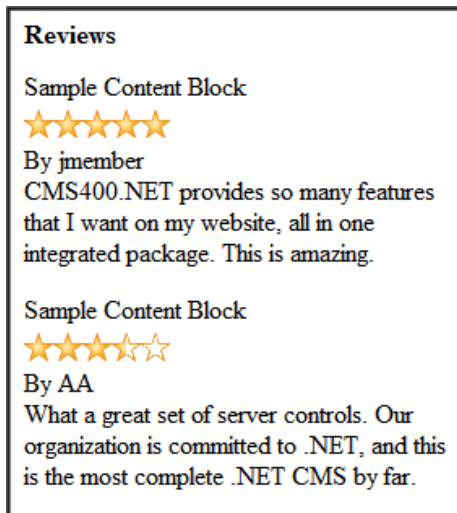 Reviews
Sample Content Block
By jmember
CMS400.NET provides so many features
that I want on my website, all in one
integrated package. This is amazing.
Sample Content Block
By AA
What a great set of server controls. Our
organization is committed to .NET, and this
is the most complete .NET CMS by far.